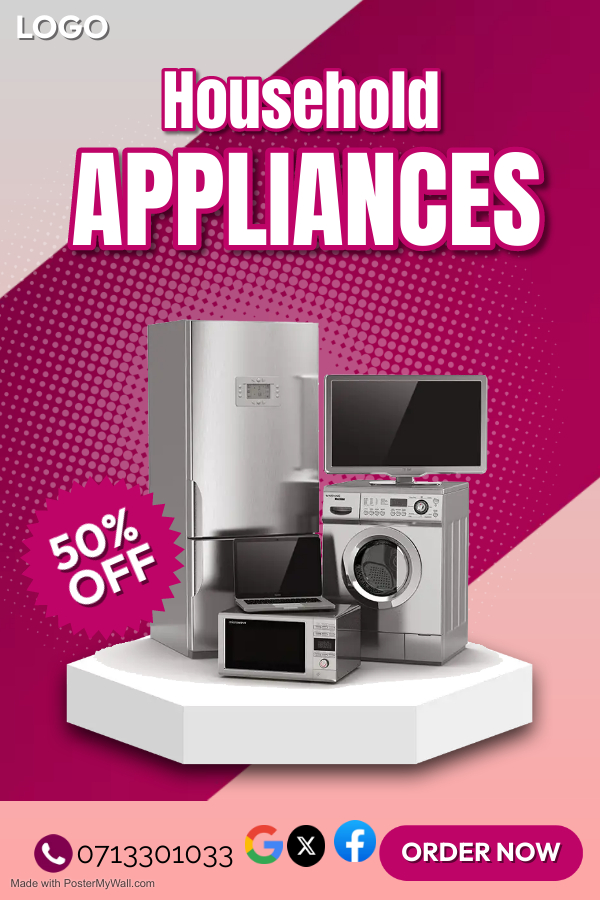 LOGO
Household
APPLIANCES
50%
OFF
0713301033
ORDER NOW
Made with PosterMyWall.com